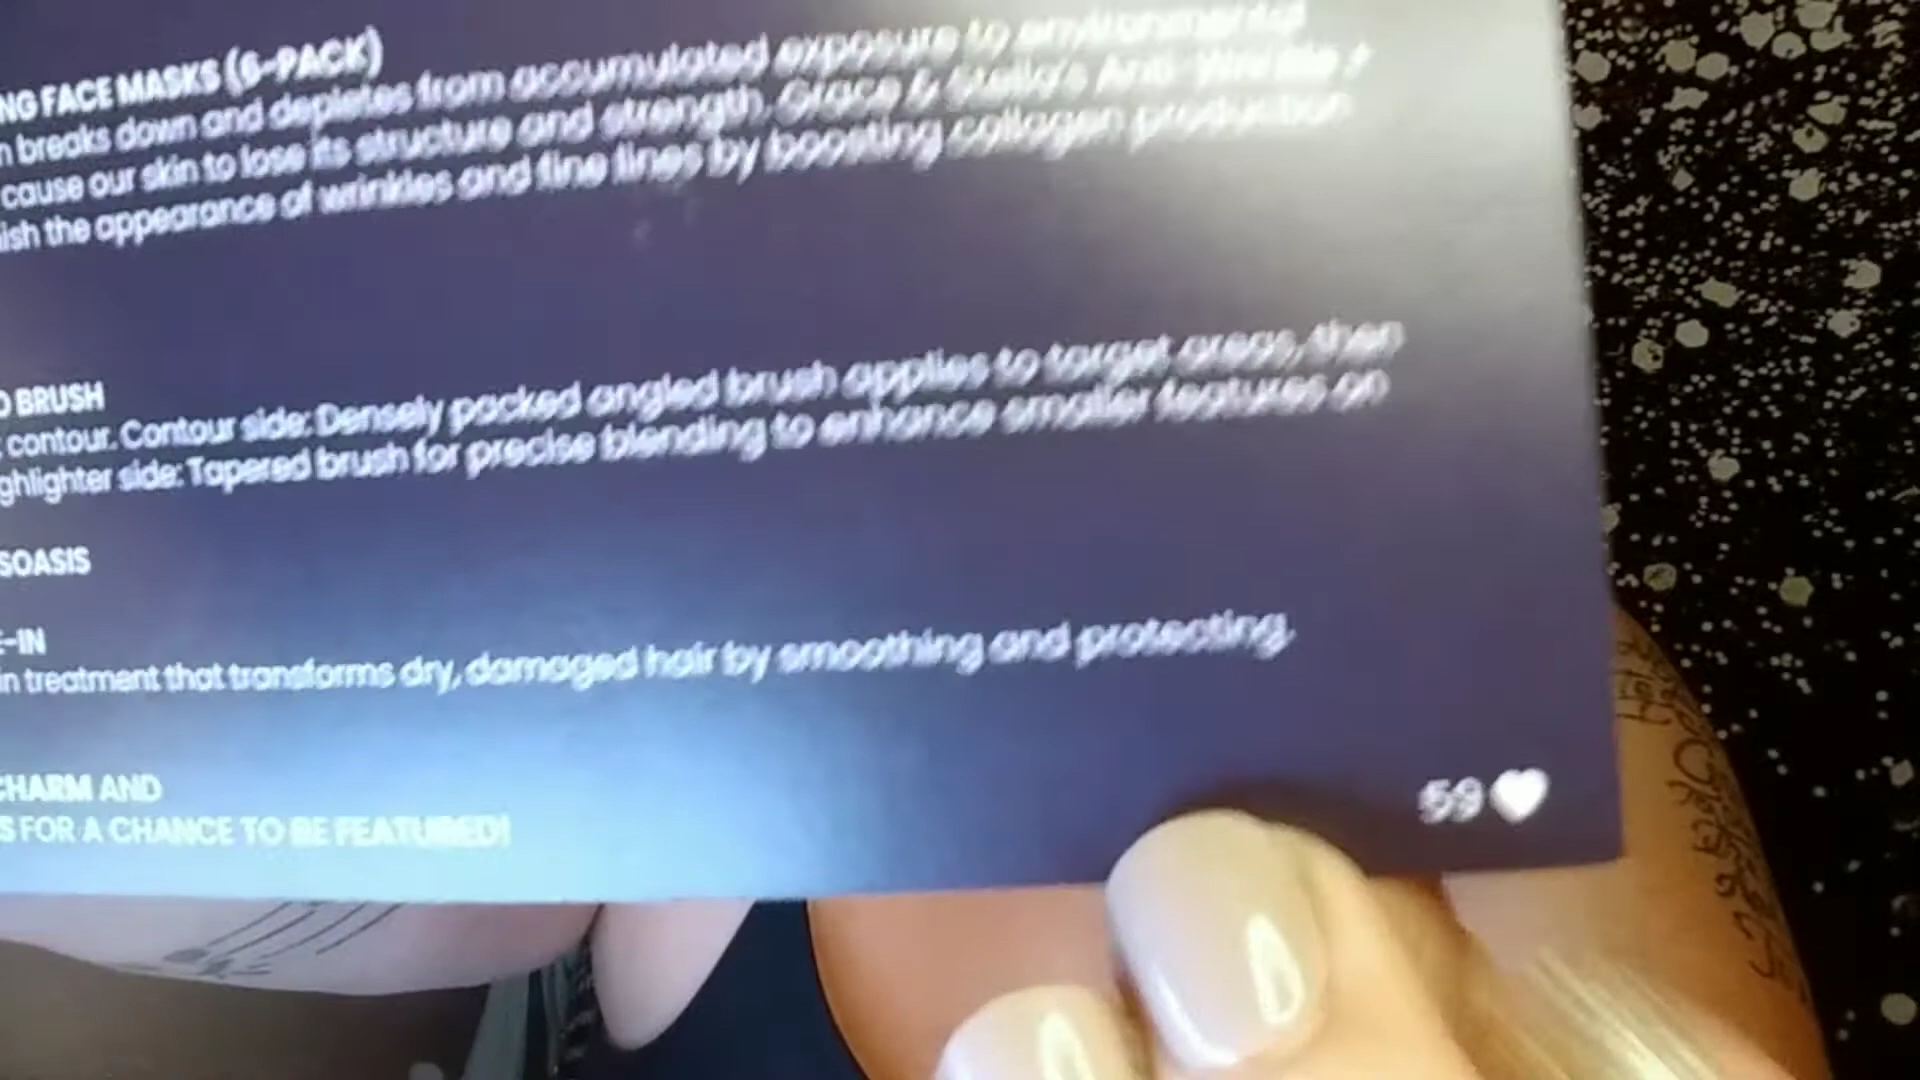 NG FACE MASKS (6-PACK)
n breaks down and depletes from accumulated exposure to environmental
cause our skin to lose its structure and strength. Grace & Stella's Anti-Wrinkle +
ish the appearance of wrinkles and fine lines by boosting collagen production
O BRUSH
contour. Contour side: Densely packed angled brush applies to target areas, then
ghlighter side: Tapered brush for precise blending to enhance smaller features on
SOASIS
E-IN
in treatment that transforms dry, damaged hair by smoothing and protecting.
CHARM AND
S FOR A CHANCE TO BE FEATURED!
59